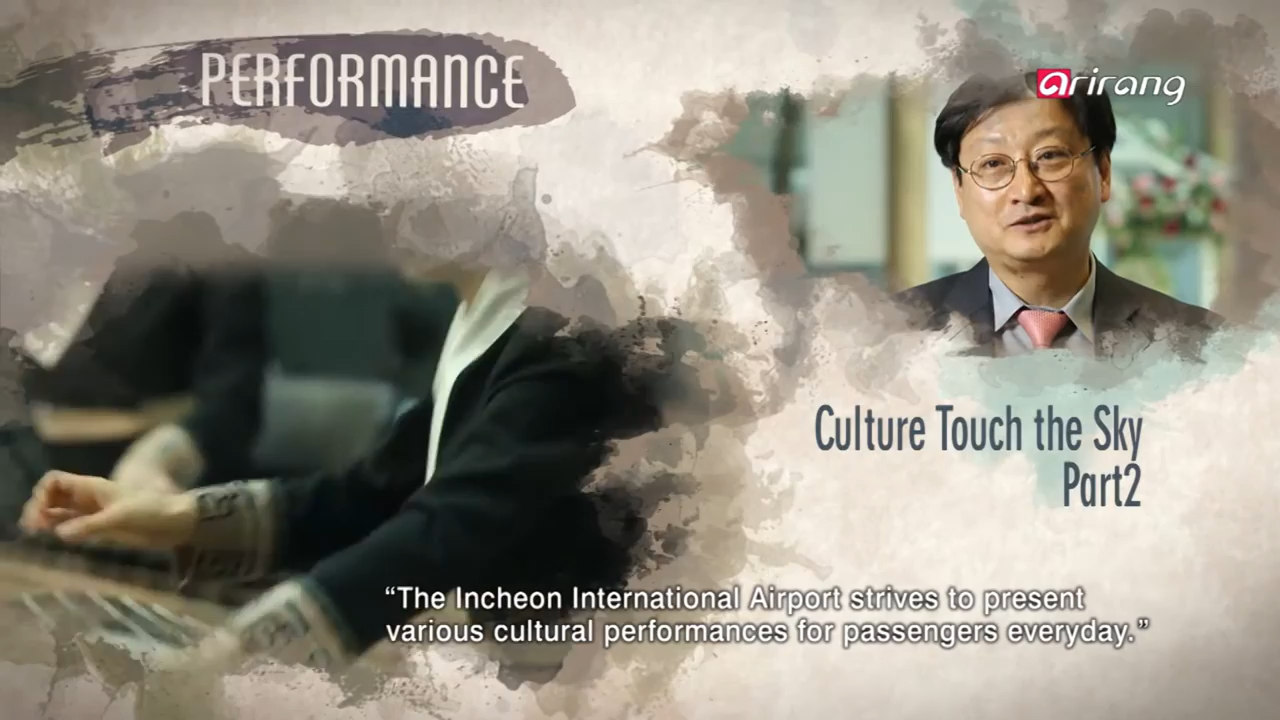 PERFORMANCE
arirang
Culture Touch the Sky
Part2
“The Incheon International Airport strives to present
various cultural performances for passengers everyday.”